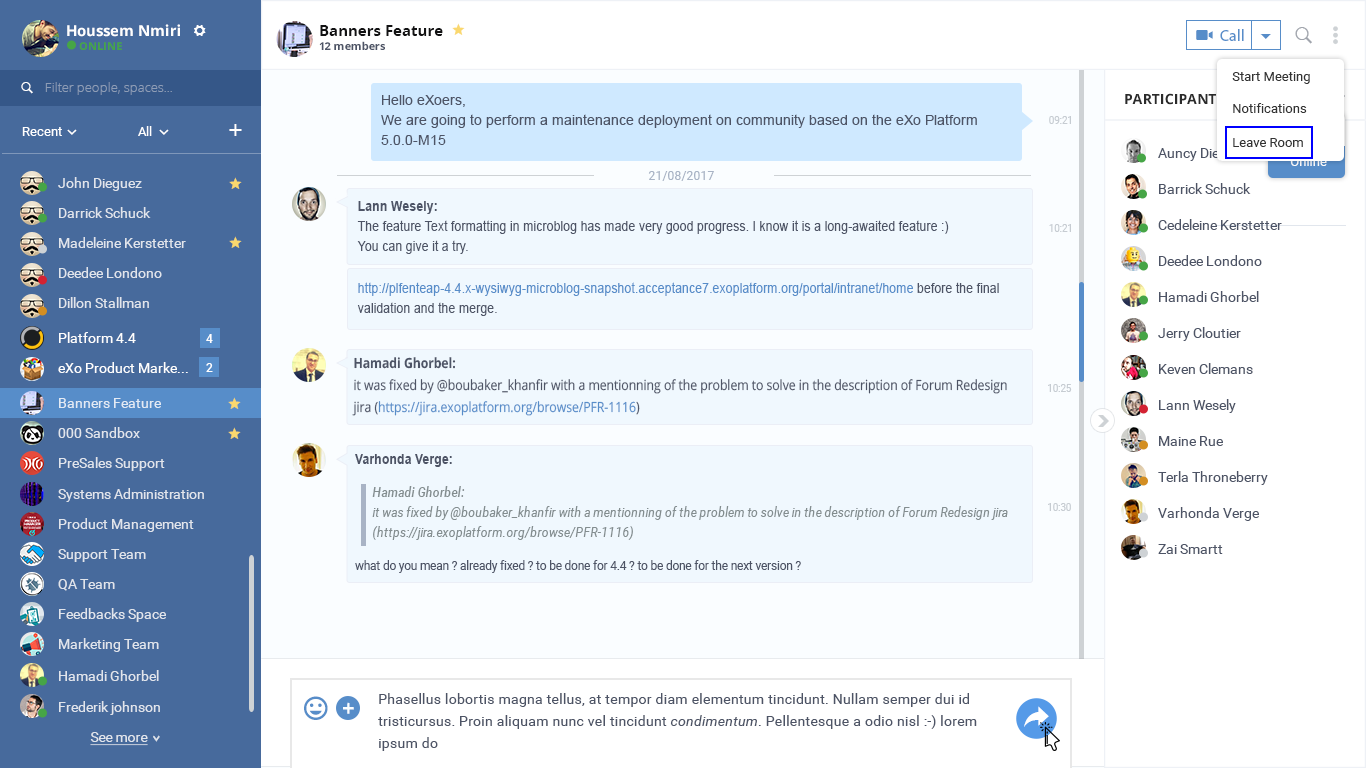 Houssem Nmiri
ONLINE
Filter people, spaces...
Recent
All
John Dieguez
Darrick Schuck
Madeleine Kerstetter
Deedee Londono
Dillon Stallman
Platform 4.4 4
eXo Product Marke... 2
Banners Feature
000 Sandbox
PreSales Support
Systems Administration
Product Management
Support Team
QA Team
Feedbacks Space
Marketing Team
Hamadi Ghorbel
Frederik johnson
See more
Banners Feature
12 members
Call
Hello eXoers,
We are going to perform a maintenance deployment on community based on the eXo Platform
5.0.0-M15
09:21
21/08/2017
Lann Wesely:
The feature Text formatting in microblog has made very good progress. I know it is a long-awaited feature :)
You can give it a try.
10:21
http://plfenteap-4.4.x-wysiwyg-microblog-snapshot.acceptance7.exoplatform.org/portal/intranet/home before the final
validation and the merge.
Hamadi Ghorbel:
it was fixed by @boubaker_khanfir with a mentionning of the problem to solve in the description of Forum Redesign
jira (https://jira.exoplatform.org/browse/PFR-1116)
10:25
Varhonda Verge:
Hamadi Ghorbel:
it was fixed by @boubaker_khanfir with a mentionning of the problem to solve in the description of Forum Redesign jira
(https://jira.exoplatform.org/browse/PFR-1116)
10:30
what do you mean ? already fixed ? to be done for 4.4 ? to be done for the next version ?
Phasellus lobortis magna tellus, at tempor diam elementum tincidunt. Nullam semper dui id
tristicursus. Proin aliquam nunc vel tincidunt condimentum. Pellentesque a odio nisl :-) lorem
ipsum do
Start Meeting
Notifications
Leave Room
PARTICIPANT
Online
Auncy Die
Barrick Schuck
Cedeleine Kerstetter
Deedee Londono
Hamadi Ghorbel
Jerry Cloutier
Keven Clemans
Lann Wesely
Maine Rue
Terla Throneberry
Varhonda Verge
Zai Smartt